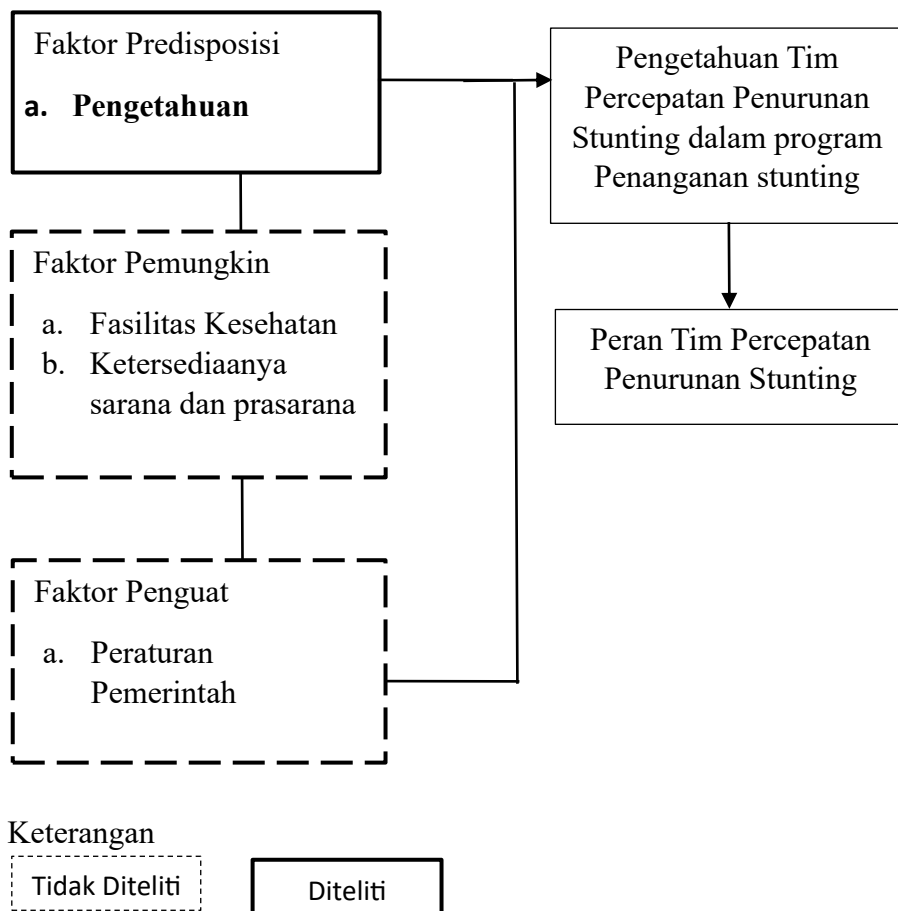 Faktor Predisposisi
a. Pengetahuan
Faktor Pemungkin
a. Fasilitas Kesehatan
b. Ketersediaanya
sarana dan prasarana
Faktor Penguat
a. Peraturan
Pemerintah
Pengetahuan Tim
Percepatan Penurunan
Stunting dalam program
Penanganan stunting
Peran Tim Percepatan
Penurunan Stunting
Keterangan
Tidak Diteliti
Diteliti